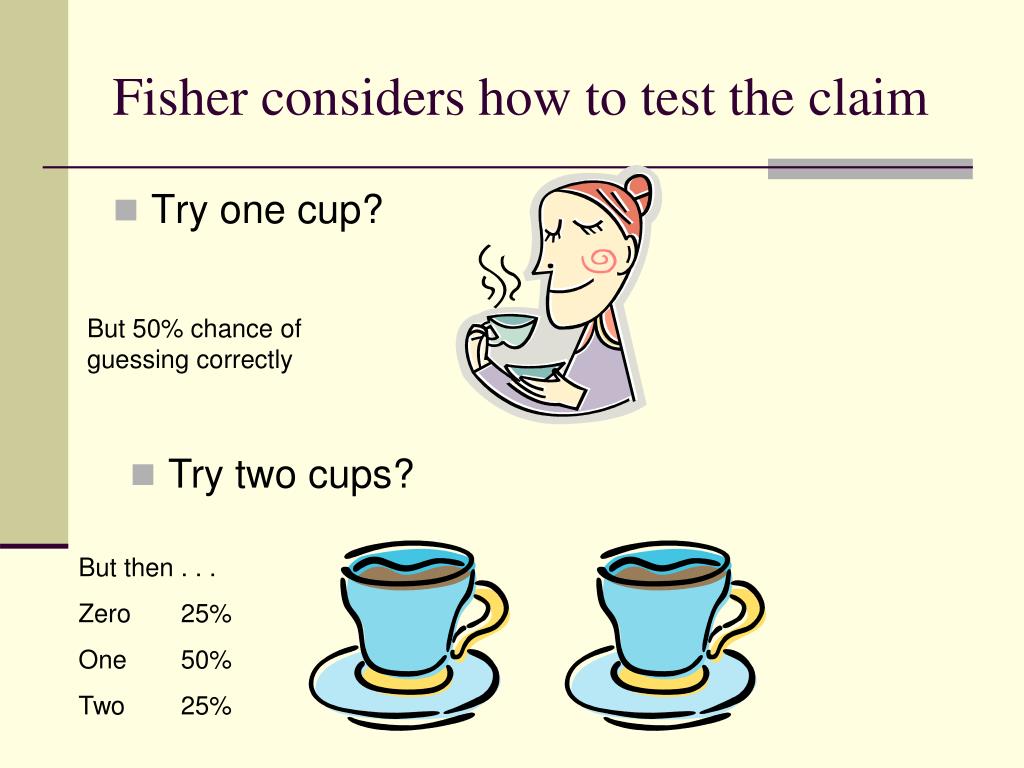 Fisher considers how to test the claim
Try one cup?
But 50% chance of
guessing correctly
Try two cups?
But then . . .
Zero 25%
One 50%
Two 25%